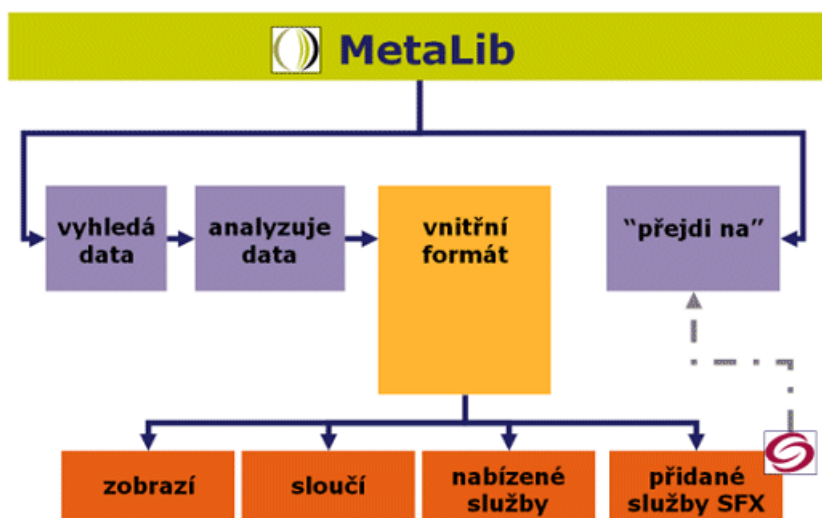 MetaLib
vyhledá
data
analyzuje
data
vnitřní
formát
“přejdi na”
zobrazí
sloučí
nabízené
služby
přidané
služby SFX